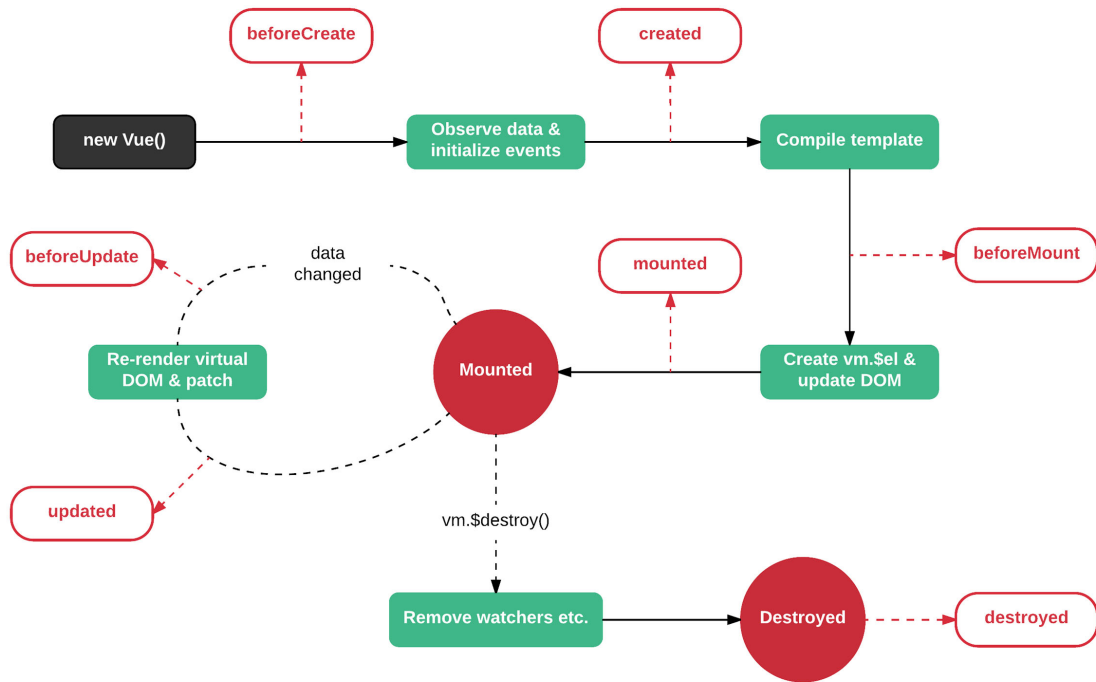 beforeCreate
created
new Vue()
Observe data &
initialize events
Compile template
beforeUpdate
data
changed
mounted
beforeMount
Re-render virtual
DOM & patch
Mounted
Create vm.$el &
update DOM
updated
vm.$destroy()
Remove watchers etc.
Destroyed
destroyed